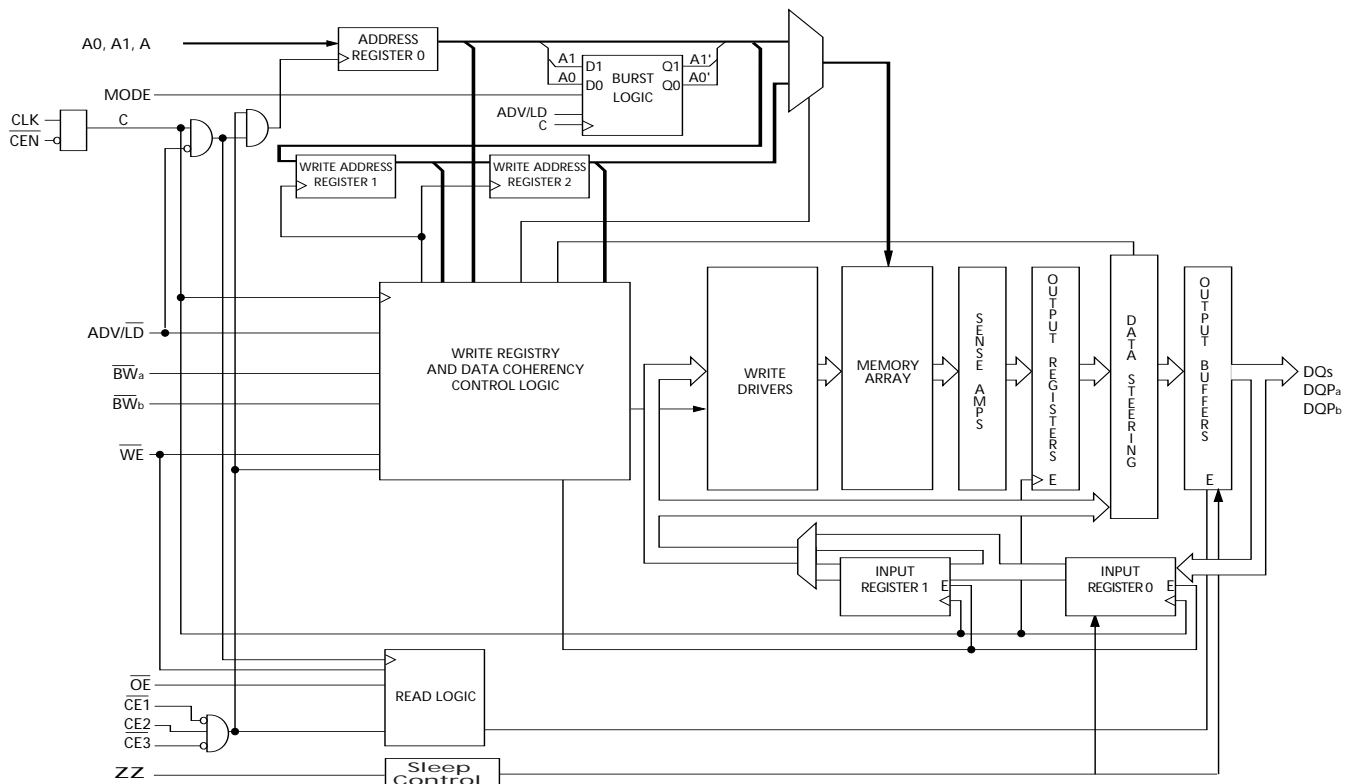 A0, A1, A
ADDRESS
REGISTER 0
MODE
CLK
CEN
C
A1
A0
D1
D0
BURST
LOGIC
Q1
Q0
A1'
A0'
ADV/LD
C
WRITE ADDRESS
REGISTER 1
WRITE ADDRESS
REGISTER 2
ADV/LD
BWa
BWb
WE
WRITE REGISTRY
AND DATA COHERENCY
CONTROL LOGIC
WRITE
DRIVERS
MEMORY
ARRAY
SENSE AMPS
OUTPUT REGISTERS
E
DATA STEERING
OUTPUT BUFFERS
E
DQs
DQPa
DQPb
INPUT
REGISTER 1
E
INPUT
REGISTER 0
E
OE
CE1
CE2
CE3
READ LOGIC
ZZ
Sleep
Control